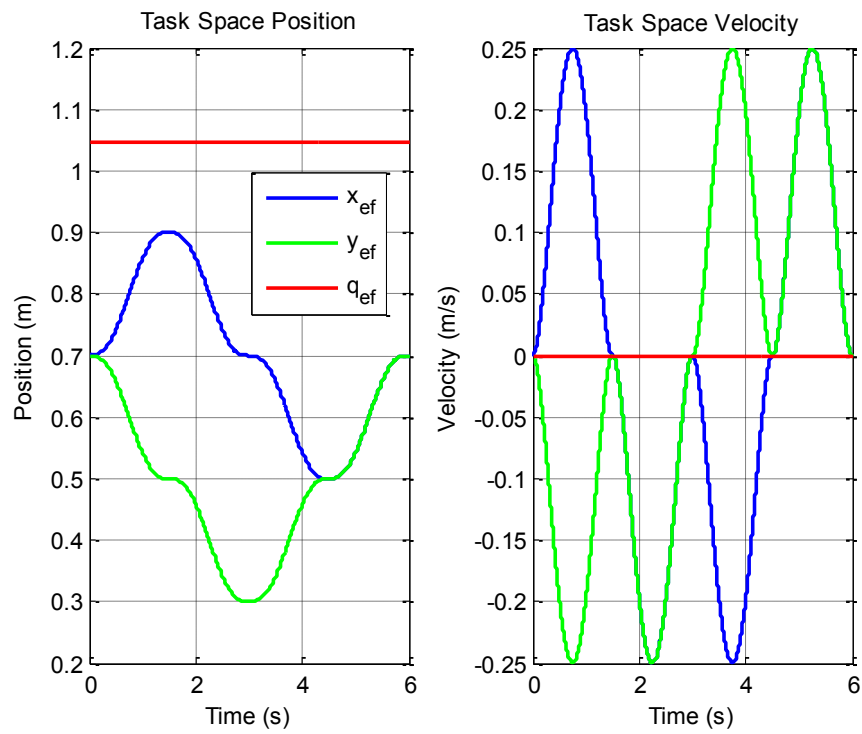 Task Space Position
1.2
1.1
1
0.9
0.8
0.7
0.6
0.5
0.4
0.3
0.2
Position (m)
x_ef
y_ef
q_ef
0 2 4 6
Time (s)
Task Space Velocity
0.25
0.2
0.15
0.1
0.05
0
-0.05
-0.1
-0.15
-0.2
-0.25
Velocity (m/s)
0 2 4 6
Time (s)